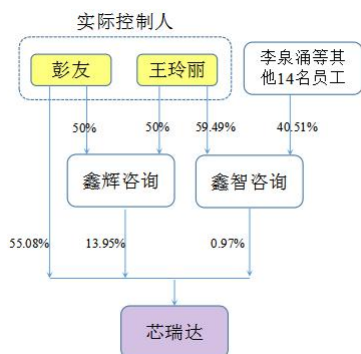 实际控制人
彭友
王玲丽
李泉涌等其
他14名员工
50%
50%
59.49%
40.51%
鑫辉咨询
鑫智咨询
55.08%
13.95%
0.97%
芯瑞达